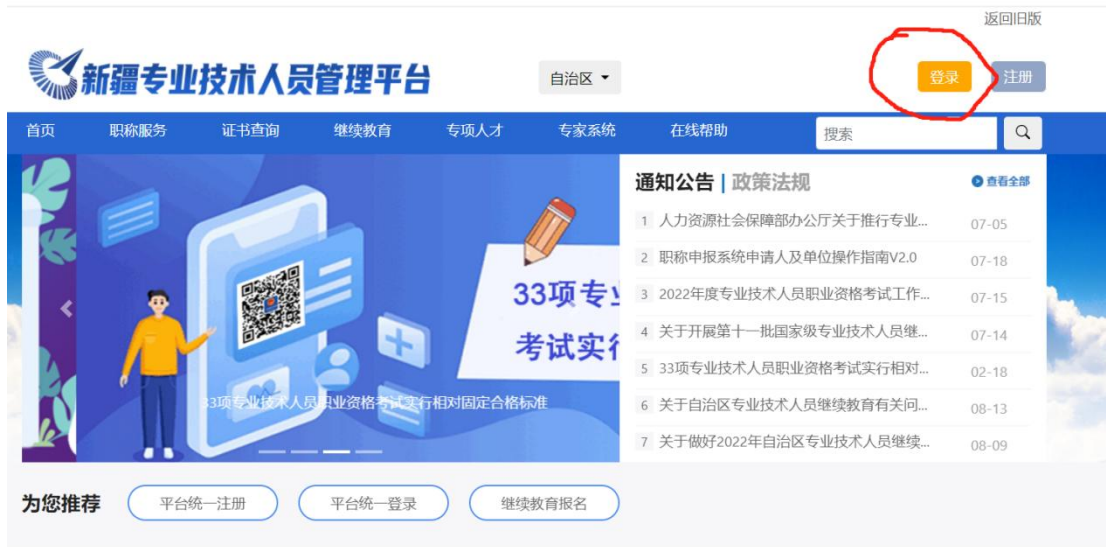 返回旧版
新疆专业技术人员管理平台
自治区
登录
注册
首页 职称服务 证书查询 继续教育 专项人才 专家系统 在线帮助 搜索
33项专业
考试实行
33项专业技术人员职业资格考试实行相对固定合格标准
通知公告 | 政策法规 查看全部
1 人力资源社会保障部办公厅关于推行专业... 07-05
2 职称申报系统申请人及单位操作指南V2.0 07-18
3 2022年度专业技术人员职业资格考试工作... 07-15
4 关于开展第十一批国家级专业技术人员继... 07-14
5 33项专业技术人员职业资格考试实行相对... 02-18
6 关于自治区专业技术人员继续教育有关问... 08-13
7 关于做好2022年自治区专业技术人员继续... 08-09
为您推荐 平台统一注册 平台统一登录 继续教育报名